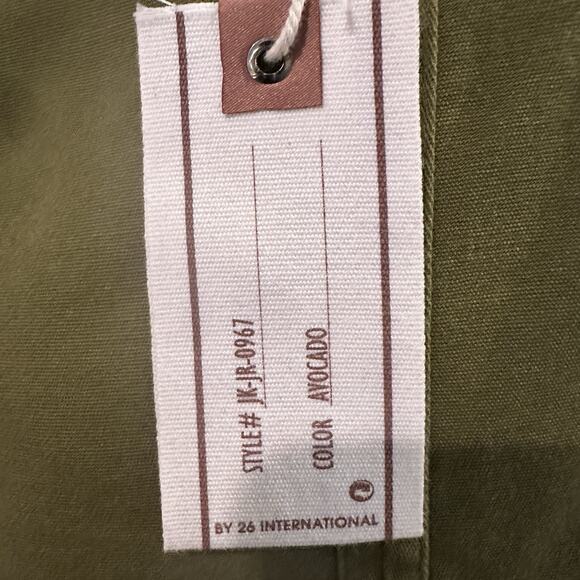 STYLE# JK-JR-0967
COLOR AVOCADO
BY 26 INTERNATIONAL